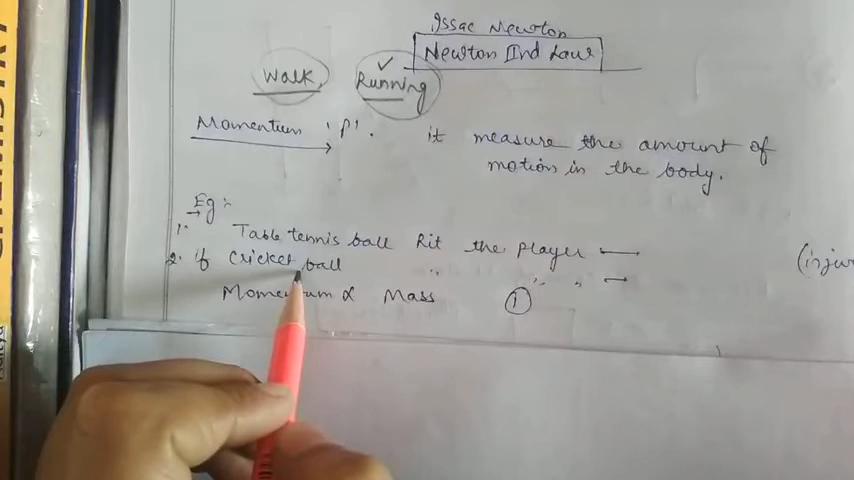 Issac Newton
Newton IInd Law
Walk, Running
Momentum 'P'. it measure the amount of
motion in the body.
Eg:-
1. Table tennis ball hit the player
2. if cricket ball " " "
(injur
Momentum ∝ Mass ①